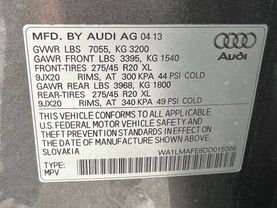 MFD. BY AUDI AG 04 13
GVWR LBS 7055, KG 3200
GAWR FRONT LBS 3395, KG 1540
FRONT-TIRES 275/45 R20 XL
9JX20 RIMS, AT 300 KPA 44 PSI COLD
GAWR REAR LBS 3968, KG 1800
REAR-TIRES 275/45 R20 XL
9JX20 RIMS, AT 340 KPA 49 PSI COLD
Audi
THIS VEHICLE CONFORMS TO ALL APPLICABLE
U.S. FEDERAL MOTOR VEHICLE SAFETY AND
THEFT PREVENTION STANDARDS IN EFFECT ON
THE DATE OF MANUFACTURE SHOWN ABOVE.
SLOVAKIA
WA1LMAFE8DD015008
TYPE:
MPV